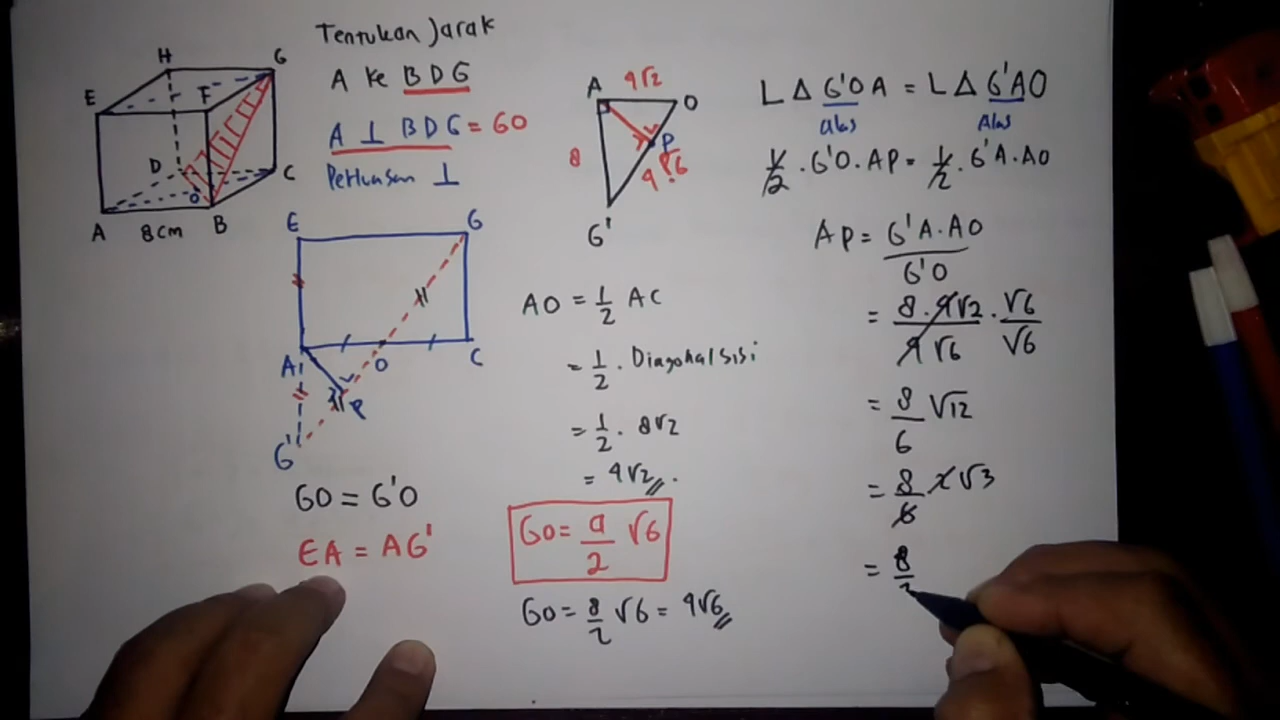 Tentukan Jarak
A ke BDG
A ⊥ BDG = GO
Perluasan ⊥
H
G
E
F
D
C
O
A
B
8cm
E
G
A
O
C
P
G'
GO = G'O
EA = AG'
A
4√2
O
8
P
4√6
G'
AO = 1/2 AC
= 1/2 . Diagonal sisi
= 1/2 . 8√2
= 4√2 .
GO = a/2 √6
GO = 8/2 √6 = 4√6
L Δ G'OA = L Δ G'AO
alas
Alas
1/2 . G'O . AP = 1/2 . G'A . AO
AP = G'A . AO / G'O
= 8 . 4√2 / 4√6 . √6/√6
= 8/6 √12
= 8/6 2√3
= 8/3